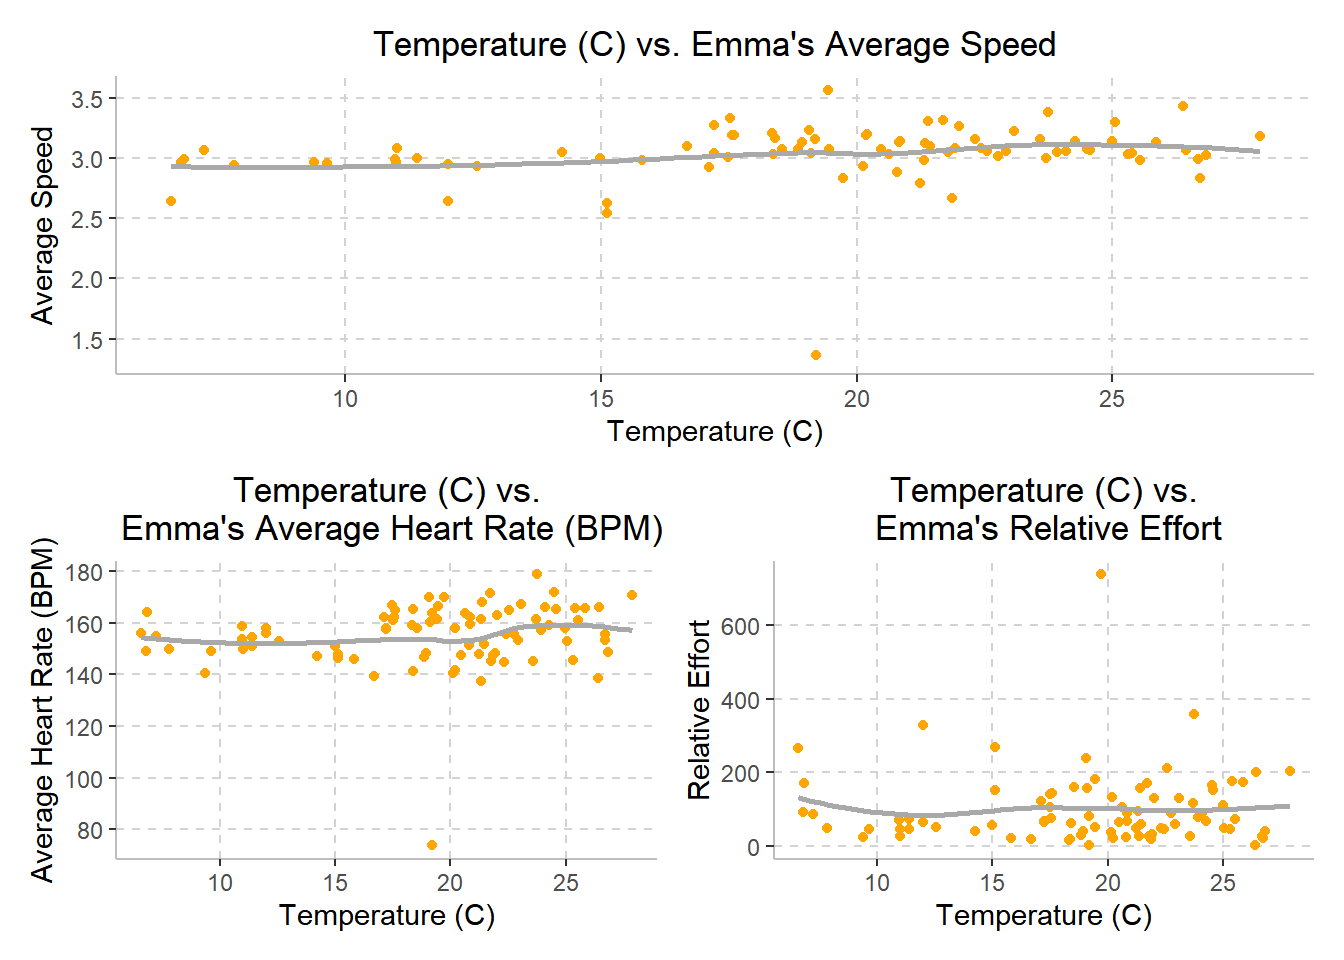 Temperature (C) vs. Emma's Average Speed
Average Speed
3.5
3.0
2.5
2.0
1.5
10
15
20
25
Temperature (C)
Temperature (C) vs.
Emma's Average Heart Rate (BPM)
Average Heart Rate (BPM)
180
160
140
120
100
80
10
15
20
25
Temperature (C)
Temperature (C) vs.
Emma's Relative Effort
Relative Effort
600
400
200
0
10
15
20
25
Temperature (C)